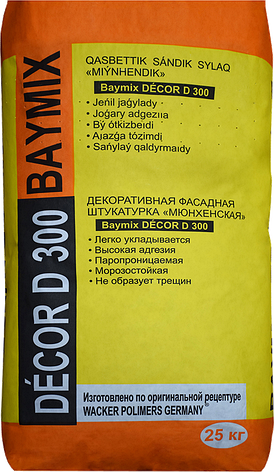 BAYMIX
DÉCOR D 300
QASBETTIK SÁNDIK SYLAQ
«MIÝNHENDIK»
Baymix DÉCOR D 300
• Jeńil jaǵylady
• Joǵary adgezııa
• Bý ótkizbeıdi
• Aıazǵa tózimdi
• Sańylaý qaldyrmaıdy
ДЕКОРАТИВНАЯ ФАСАДНАЯ
ШТУКАТУРКА «МЮНХЕНСКАЯ»
Baymix DÉCOR D 300
• Легко укладывается
• Высокая адгезия
• Паропроницаемая
• Морозостойкая
• Не образует трещин
Изготовлено по оригинальной рецептуре
WACKER POLIMERS GERMANY®
25 кг